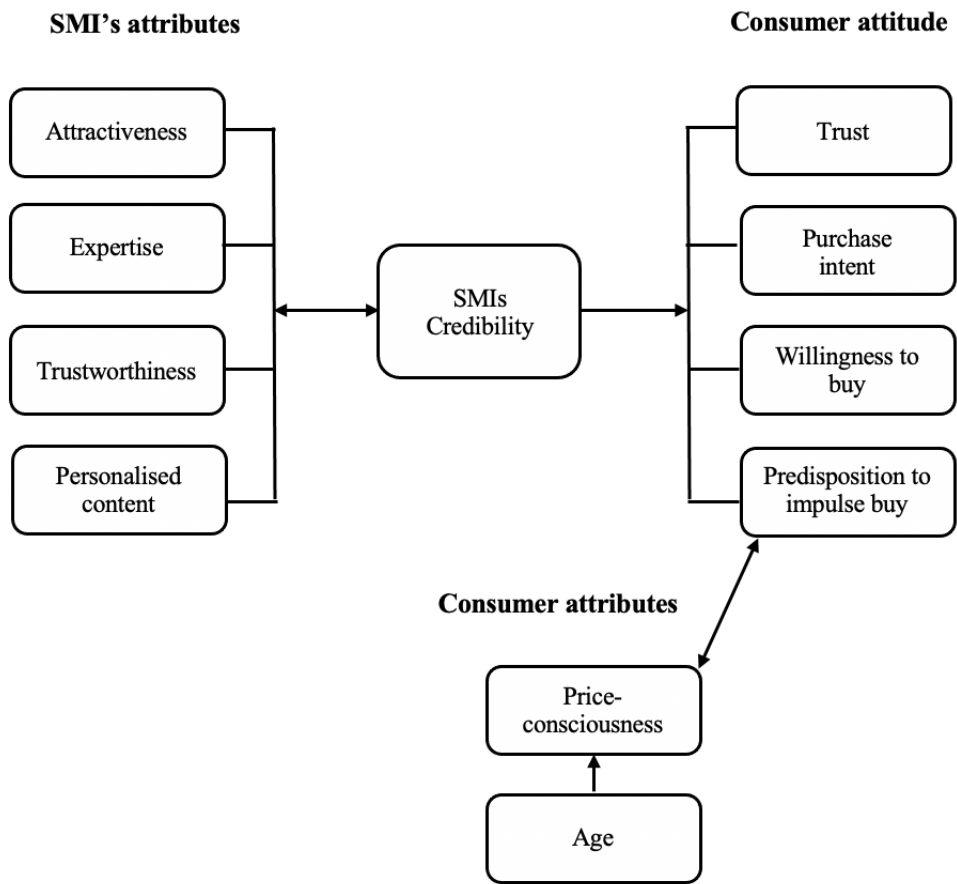 SMI’s attributes
Consumer attitude
Attractiveness
Expertise
Trustworthiness
Personalised
content
SMIs
Credibility
Trust
Purchase
intent
Willingness to
buy
Predisposition to
impulse buy
Consumer attributes
Price-
consciousness
Age